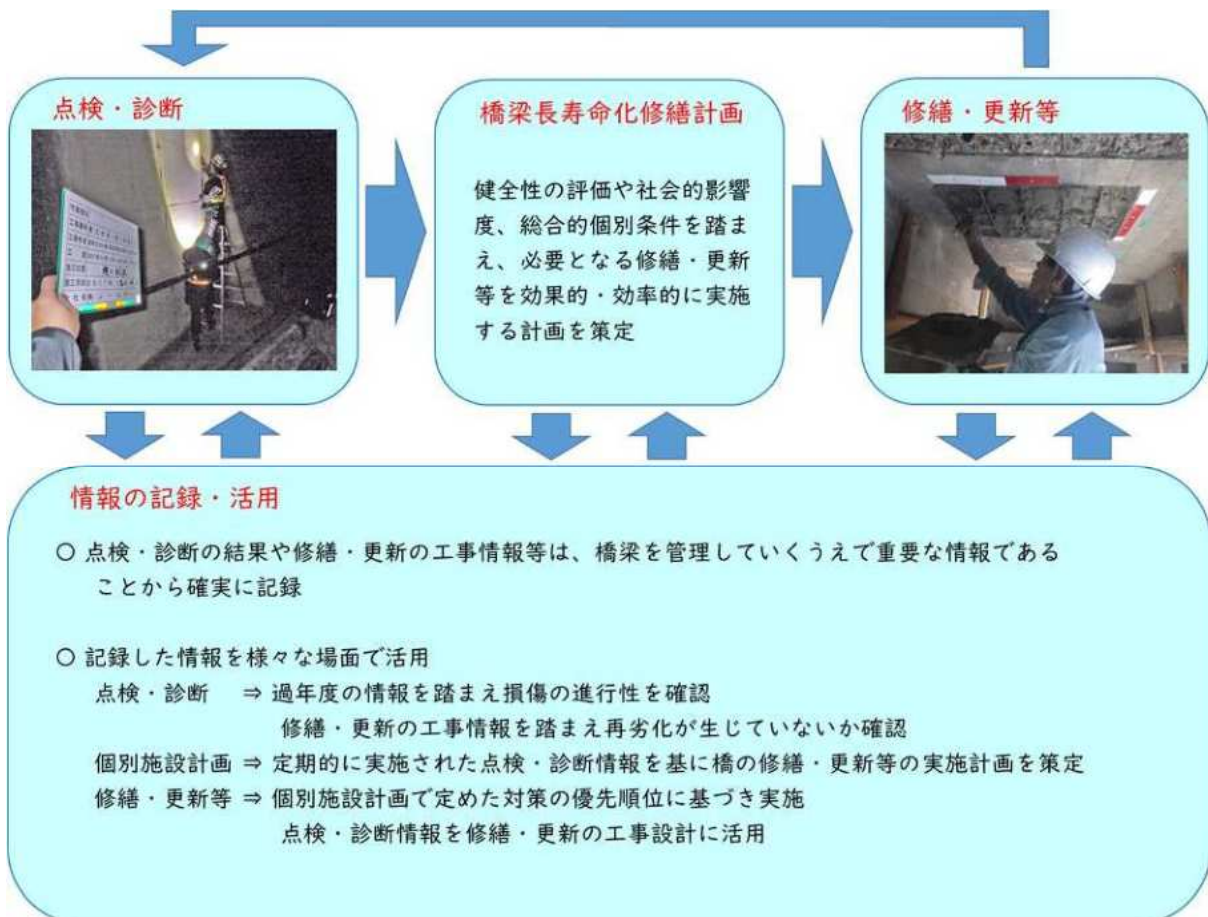 点検・診断
橋梁長寿命化修繕計画
健全性の評価や社会的影響
度、総合的個別条件を踏ま
え、必要となる修繕・更新
等を効果的・効率的に実施
する計画を策定
修繕・更新等
情報の記録・活用
〇 点検・診断の結果や修繕・更新の工事情報等は、橋梁を管理していくうえで重要な情報である
ことから確実に記録
〇 記録した情報を様々な場面で活用
点検・診断 ⇒ 過年度の情報を踏まえ損傷の進行性を確認
修繕・更新の工事情報を踏まえ再劣化が生じていないか確認
個別施設計画 ⇒ 定期的に実施された点検・診断情報を基に橋の修繕・更新等の実施計画を策定
修繕・更新等 ⇒ 個別施設計画で定めた対策の優先順位に基づき実施
点検・診断情報を修繕・更新の工事設計に活用